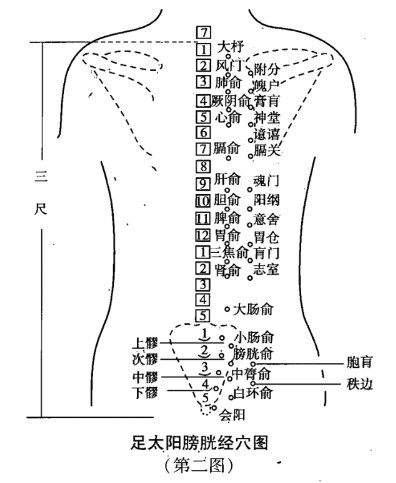 7
1 大杼
2 风门 附分
3 肺俞 魄户
4 厥阴俞 膏肓
5 心俞 神堂
6 譩譆
7 膈俞 膈关
8
9 肝俞 魂门
10 胆俞 阳纲
11 脾俞 意舍
12 胃俞 胃仓
1 三焦俞 肓门
2 肾俞 志室
3
4
5 大肠俞
三尺
上髎 1 小肠俞
次髎 2 膀胱俞 胞肓
中髎 3 中膂俞 秩边
下髎 4 白环俞
5 会阳
足太阳膀胱经穴图
(第二图)